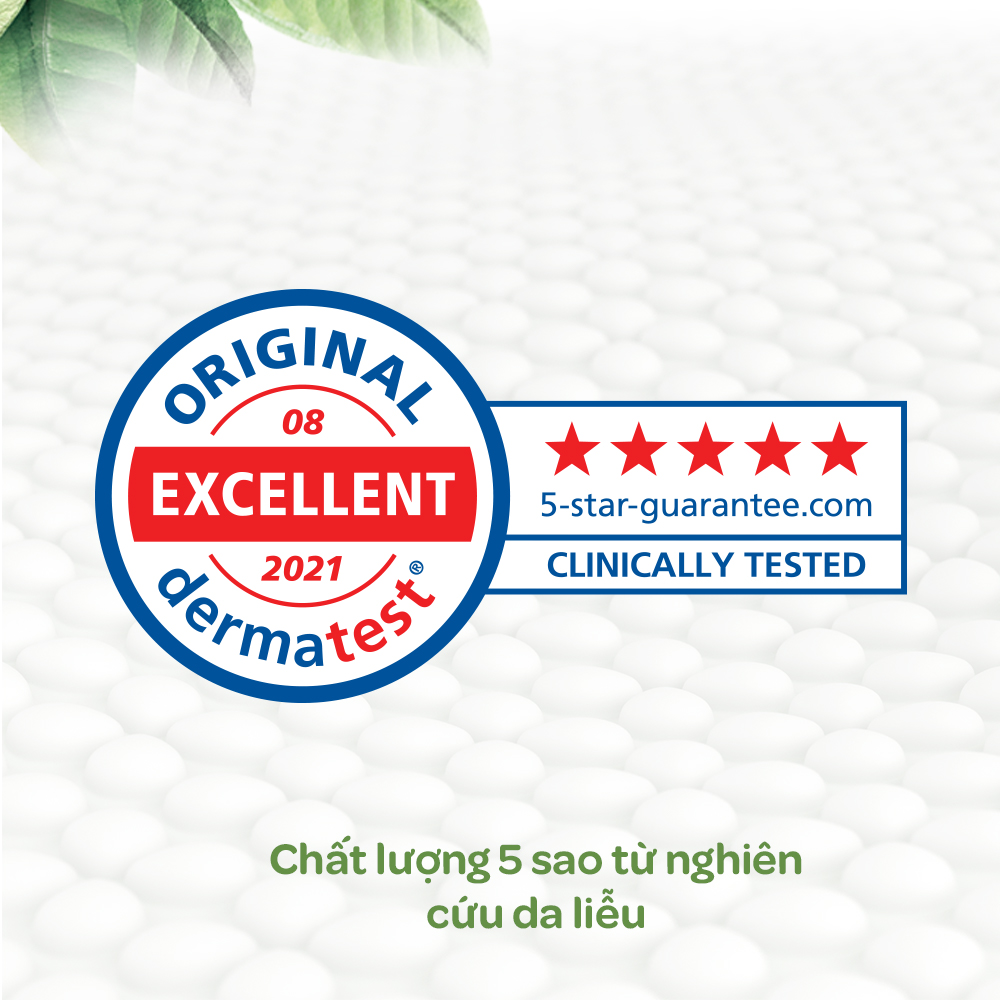 ORIGINAL
08
EXCELLENT
2021
dermatest®
5-star-guarantee.com
CLINICALLY TESTED
Chất lượng 5 sao từ nghiên
cứu da liễu